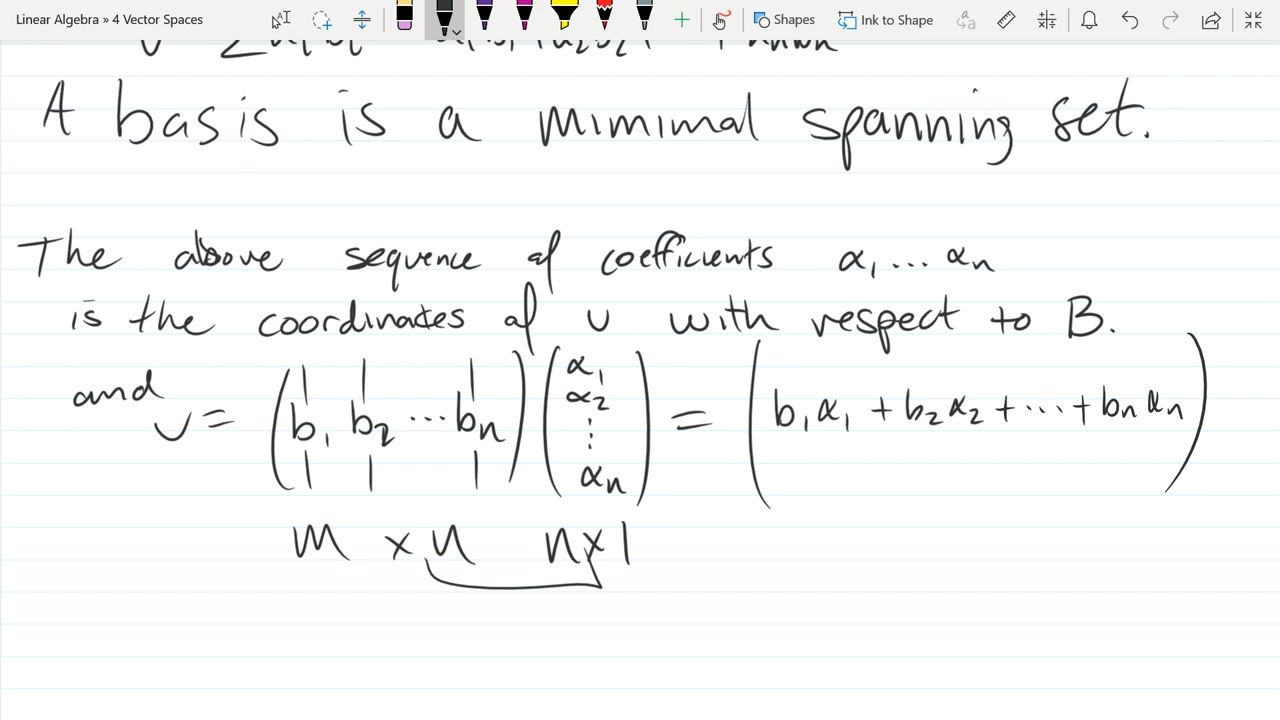 Linear Algebra » 4 Vector Spaces
Shapes
Ink to Shape
A basis is a mimimal spanning set.
The above sequence of coefficients α₁ ... αn
is the coordinates of v with respect to B.
and v = (b₁ b₂ ... bn) (α₁ α₂ ⋮ αn) = (b₁α₁ + b₂α₂ + ... + bnαn)
m × n n×1